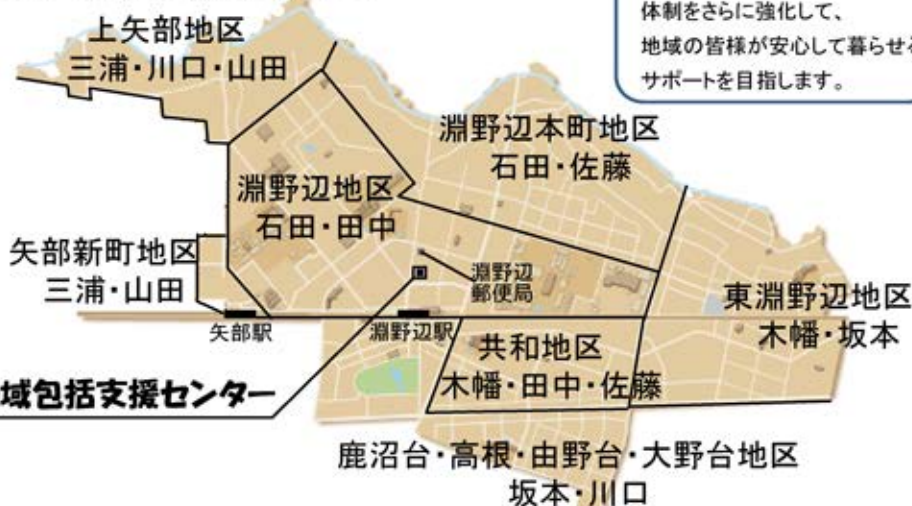 体制をさらに強化して、
地域の皆様が安心して暮らせる
サポートを目指します。
上矢部地区
三浦・川口・山田
淵野辺本町地区
石田・佐藤
淵野辺地区
石田・田中
矢部新町地区
三浦・山田
淵野辺
郵便局
東淵野辺地区
木幡・坂本
矢部駅
淵野辺駅
共和地区
木幡・田中・佐藤
域包括支援センター
鹿沼台・高根・由野台・大野台地区
坂本・川口